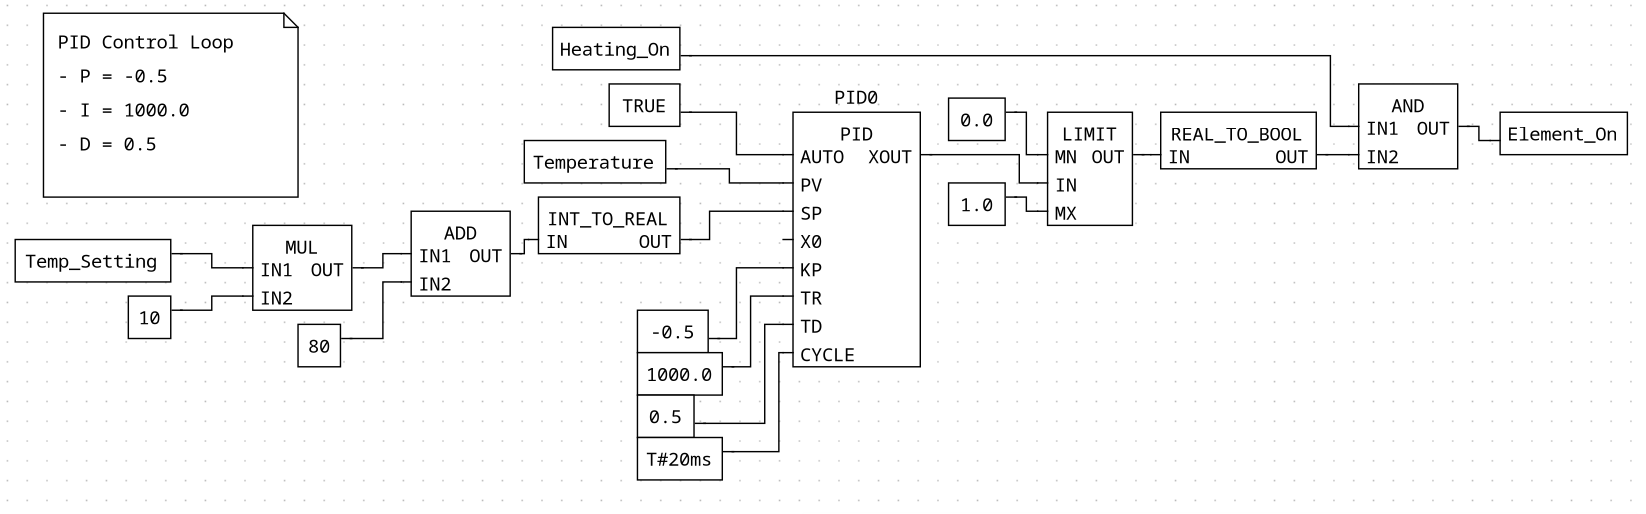 PID Control Loop
- P = -0.5
- I = 1000.0
- D = 0.5
Heating_On
TRUE
Temperature
Temp_Setting
10
MUL
IN1 OUT
IN2
80
ADD
IN1 OUT
IN2
INT_TO_REAL
IN OUT
-0.5
1000.0
0.5
T#20ms
PID0
PID
AUTO XOUT
PV
SP
X0
KP
TR
TD
CYCLE
0.0
1.0
LIMIT
MN OUT
IN
MX
REAL_TO_BOOL
IN OUT
AND
IN1 OUT
IN2
Element_On